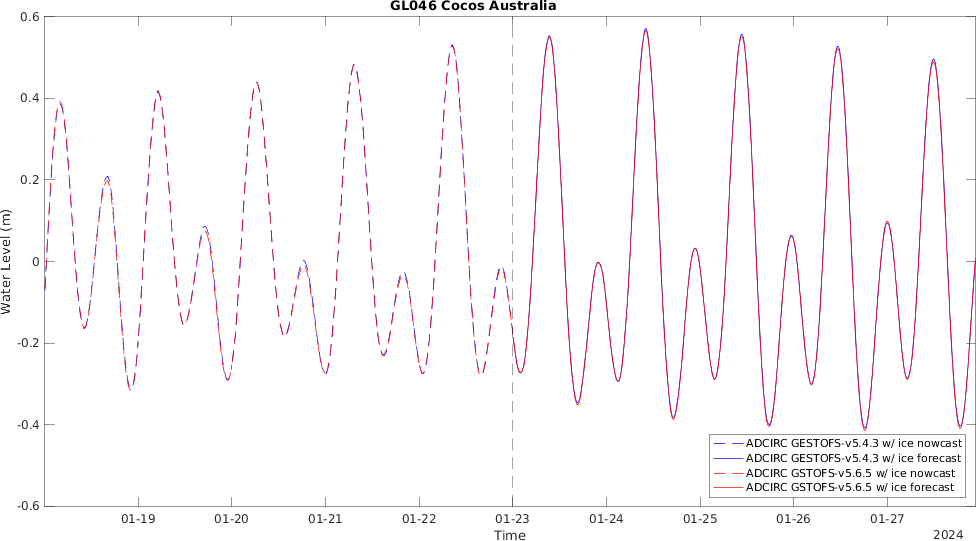 GL046 Cocos Australia
0.6
0.4
0.2
0
-0.2
-0.4
-0.6
Water Level (m)
ADCIRC GESTOFS-v5.4.3 w/ ice nowcast
ADCIRC GESTOFS-v5.4.3 w/ ice forecast
ADCIRC GSTOFS-v5.6.5 w/ ice nowcast
ADCIRC GSTOFS-v5.6.5 w/ ice forecast
01-19 01-20 01-21 01-22 01-23 01-24 01-25 01-26 01-27
Time
2024